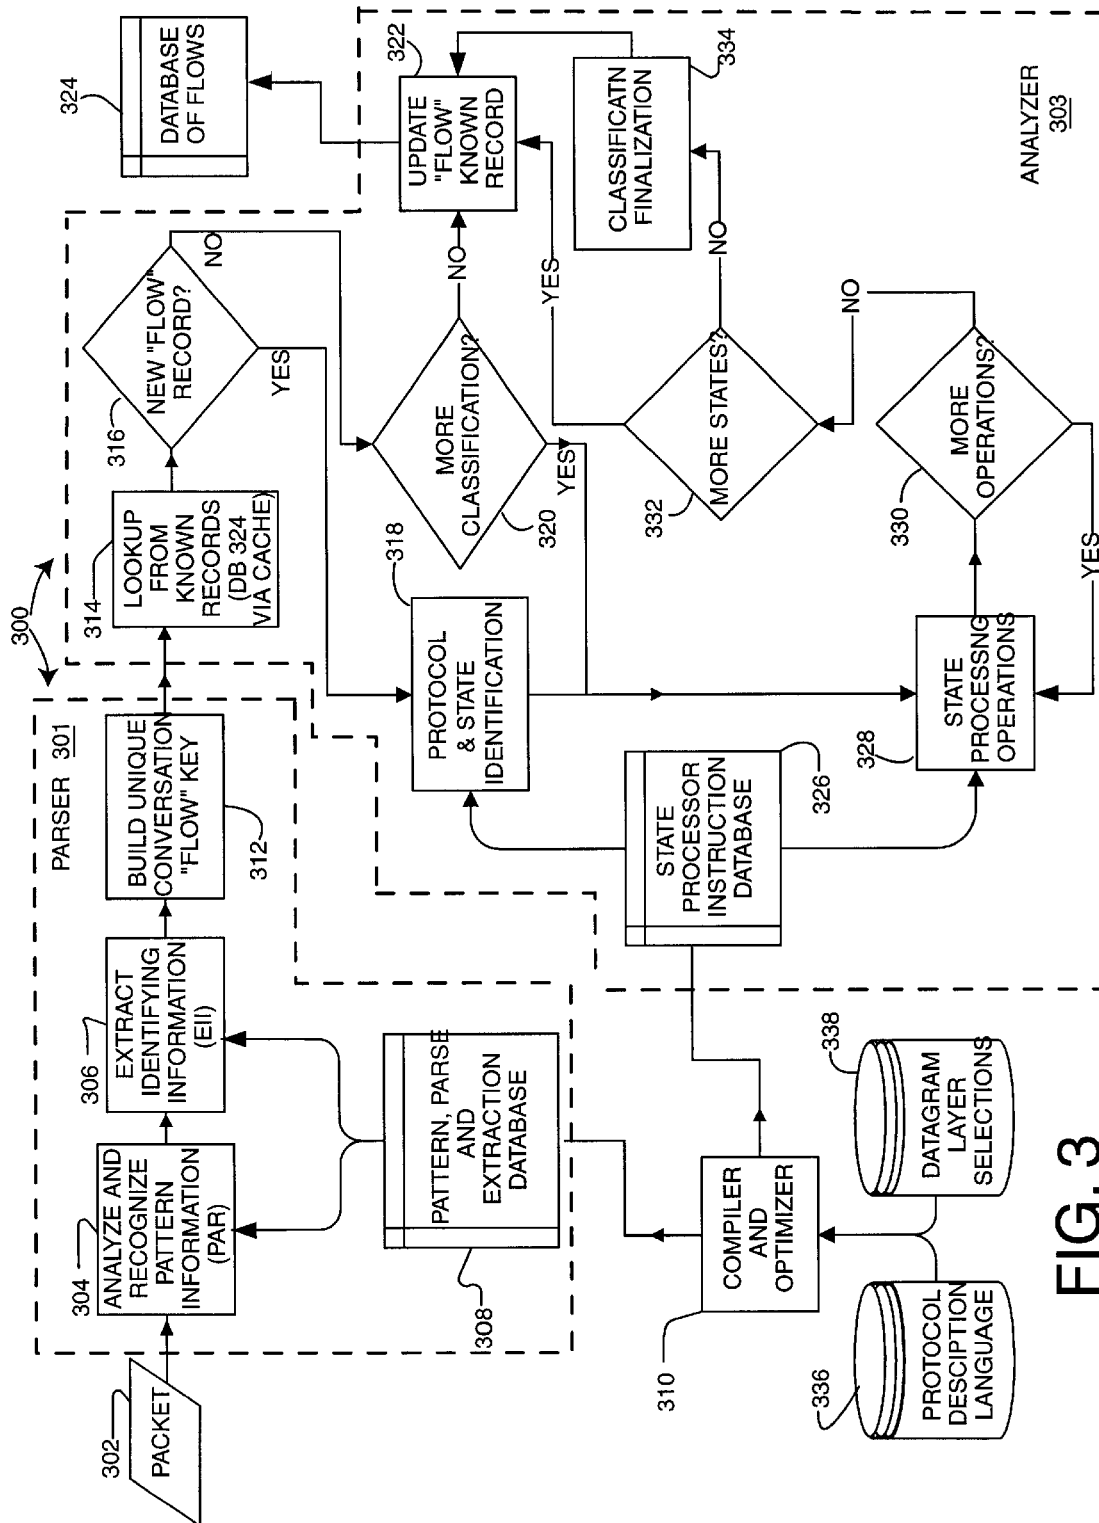 300
PARSER 301
302
PACKET
304
ANALYZE AND
RECOGNIZE
PATTERN
INFORMATION
(PAR)
306
EXTRACT
IDENTIFYING
INFORMATION
(EII)
BUILD UNIQUE
CONVERSATION
"FLOW" KEY
312
314
LOOKUP
FROM
KNOWN
RECORDS
(DB 324
VIA CACHE)
316
NEW "FLOW"
RECORD?
NO
YES
324
DATABASE
OF FLOWS
PATTERN, PARSE
AND
EXTRACTION
DATABASE
308
318
PROTOCOL
& STATE
IDENTIFICATION
MORE
CLASSIFICATION?
320
NO
YES
322
UPDATE
"FLOW"
KNOWN
RECORD
STATE
PROCESSOR
INSTRUCTION
DATABASE
326
332
MORE STATES?
YES
NO
CLASSIFICATN
FINALIZATION
334
310
COMPILER
AND
OPTIMIZER
328
STATE
PROCESSNG
OPERATIONS
330
MORE
OPERATIONS?
NO
YES
336
PROTOCOL
DESCIPTION
LANGUAGE
338
DATAGRAM
LAYER
SELECTIONS
ANALYZER
303
FIG. 3